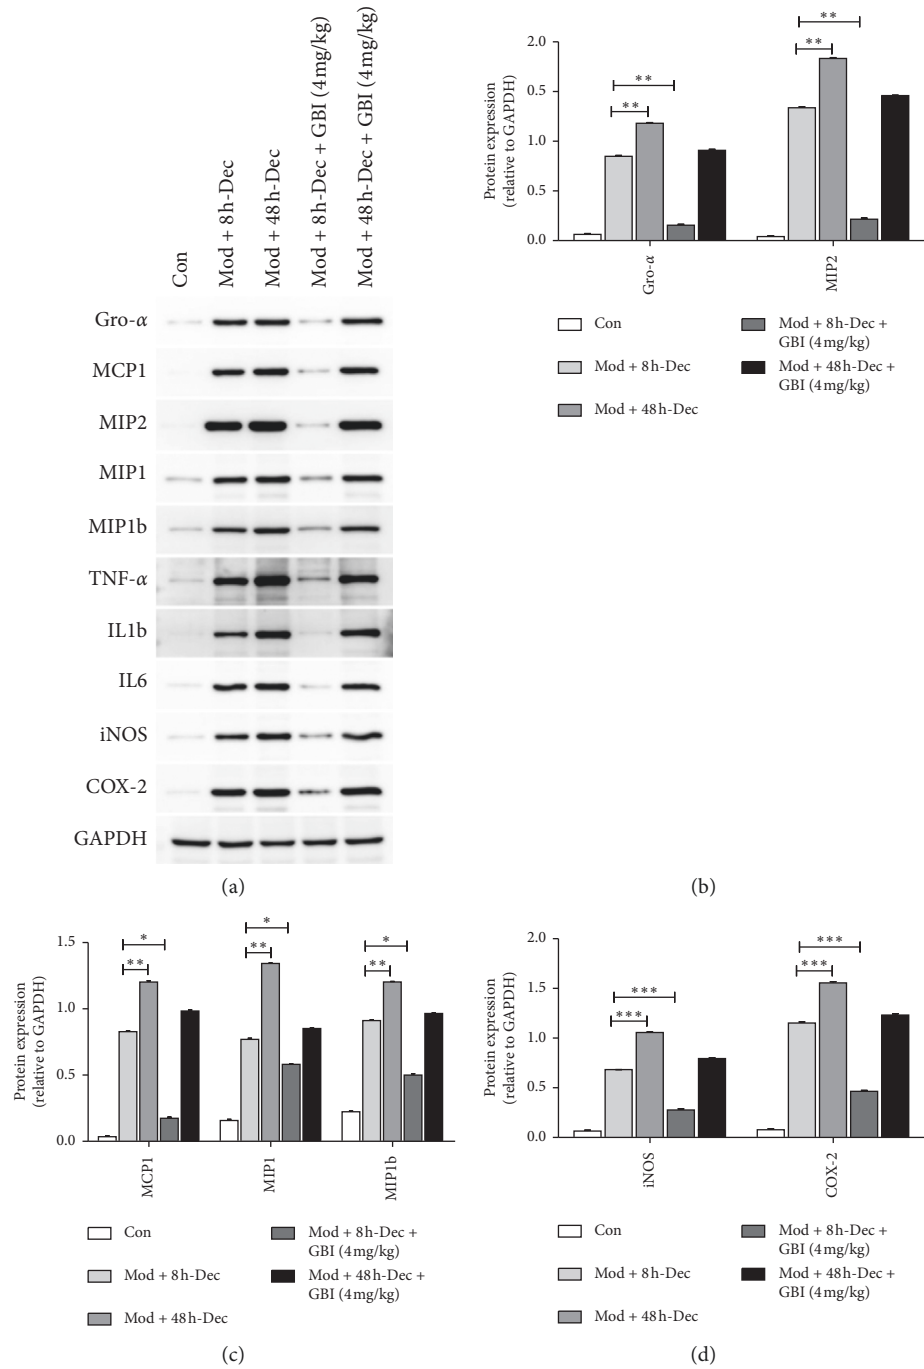 Con
Mod + 8h-Dec
Mod + 48h-Dec
Mod + 8h-Dec + GBI (4mg/kg)
Mod + 48h-Dec + GBI (4mg/kg)
Gro-α
MCP1
MIP2
MIP1
MIP1b
TNF-α
IL1b
IL6
iNOS
COX-2
GAPDH
(a)
Protein expression
(relative to GAPDH)
2.0
0.5
1.0
0.5
0.0
**
**
**
**
Gro-α
MIP2
Con
Mod + 8h-Dec
Mod + 48h-Dec
Mod + 8h-Dec +
GBI (4mg/kg)
Mod + 48h-Dec +
GBI (4mg/kg)
(b)
Protein expression
(relative to GAPDH)
1.5
1.0
0.5
0.0
*
**
*
**
*
**
MCP1
MIP1
MIP1b
Con
Mod + 8h-Dec
Mod + 48h-Dec
Mod + 8h-Dec +
GBI (4mg/kg)
Mod + 48h-Dec +
GBI (4mg/kg)
(c)
Protein expression
(relative to GAPDH)
2.0
1.5
1.0
0.5
0.0
***
***
***
***
iNOS
COX-2
Con
Mod + 8h-Dec
Mod + 48h-Dec
Mod + 8h-Dec +
GBI (4mg/kg)
Mod + 48h-Dec +
GBI (4mg/kg)
(d)